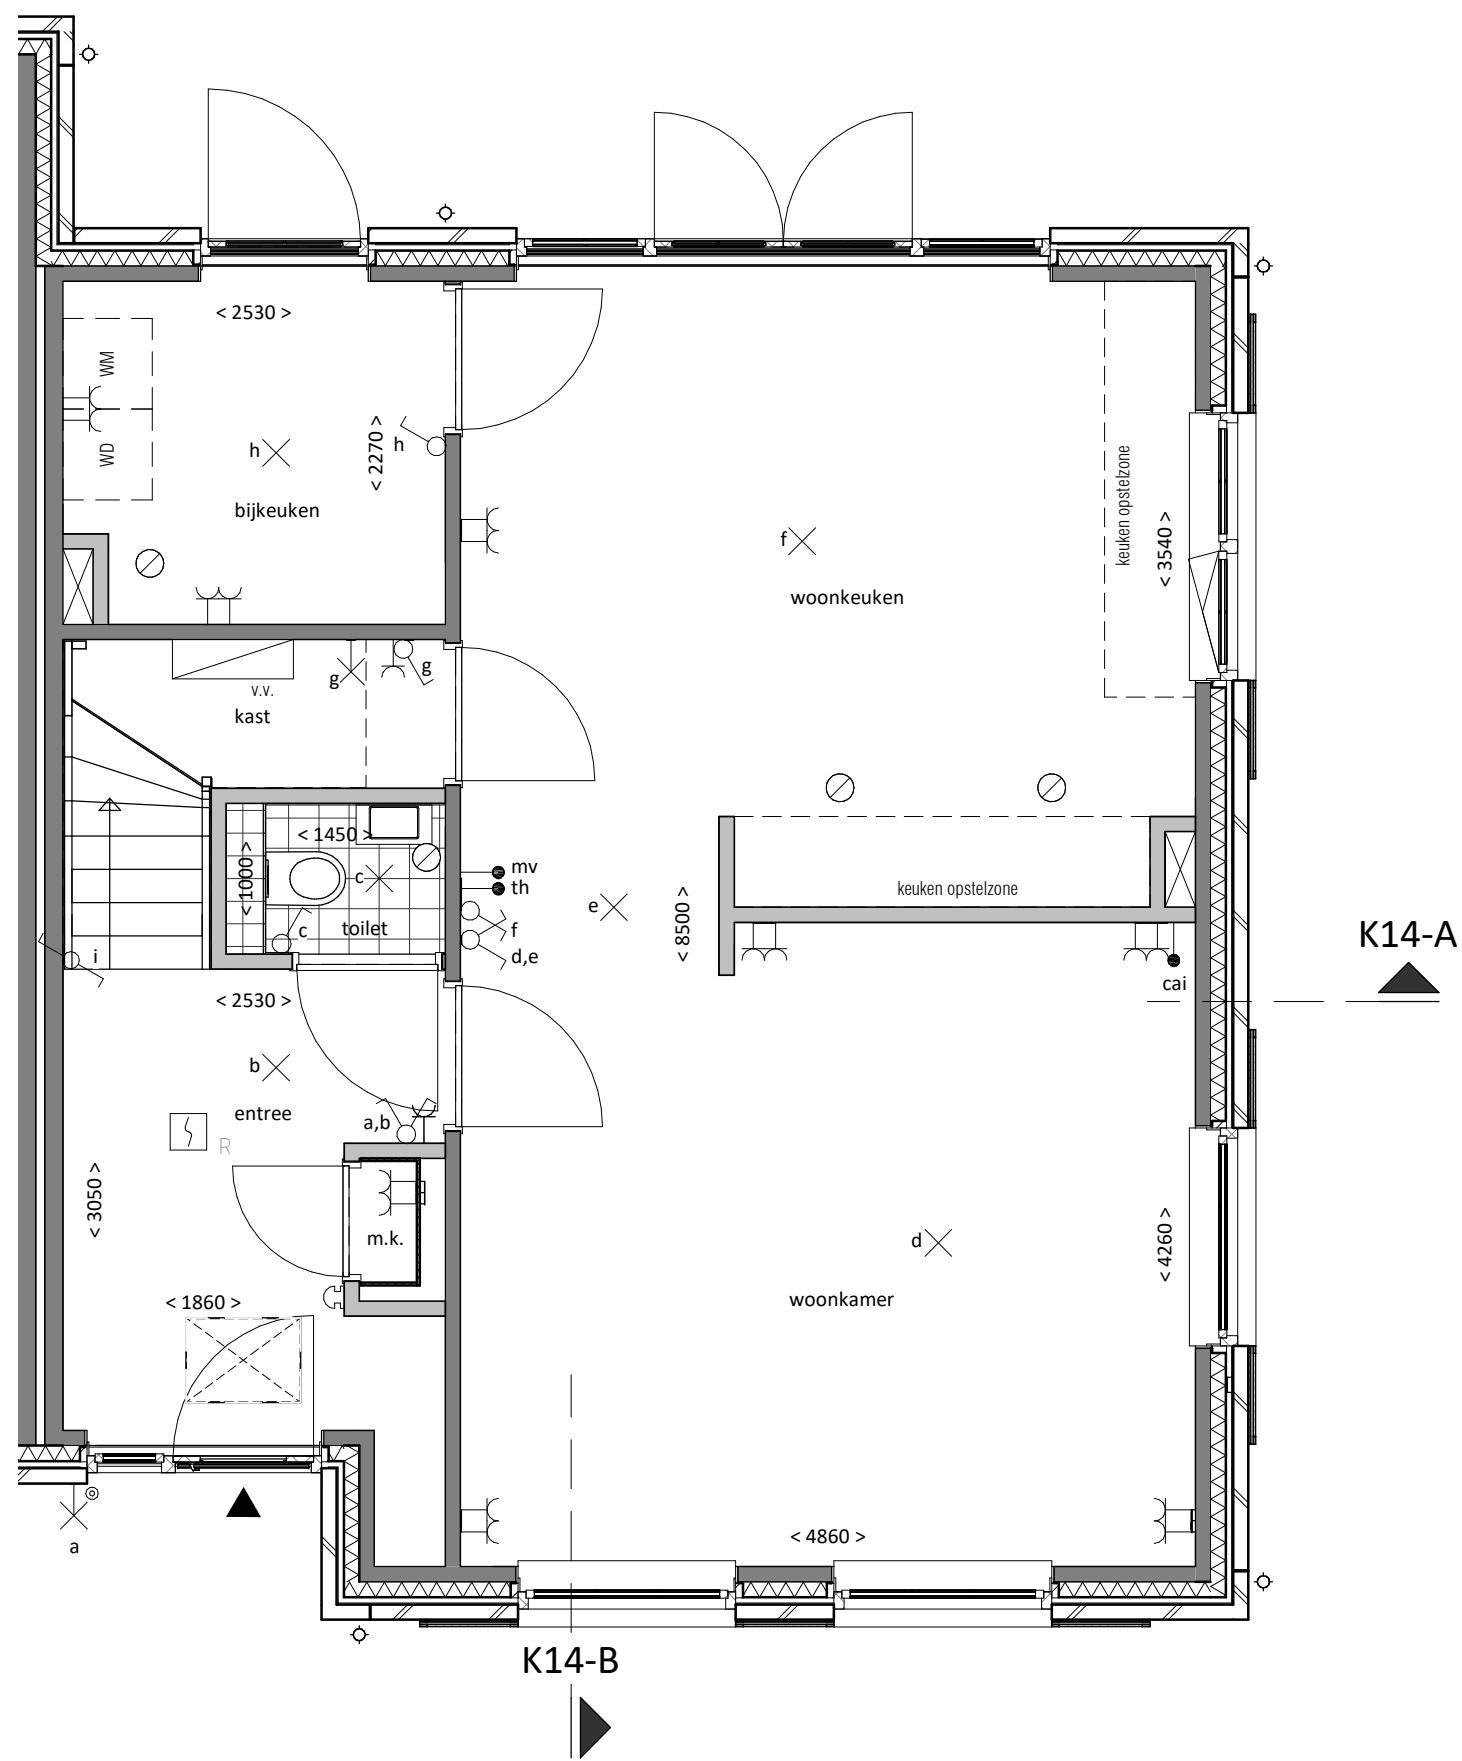 < 2530 >
WM
WD
< 2270 >
h
h
bijkeuken
f
woonkeuken
keuken opstelzone
< 3540 >
g
g
v.v.
kast
< 1450 >
< 1000 >
c
c
toilet
mv
th
f
d,e
e
< 8500 >
keuken opstelzone
cai
K14-A
i
< 2530 >
b
entree
a,b
R
< 3050 >
m.k.
< 1860 >
d
woonkamer
< 4260 >
< 4860 >
a
K14-B